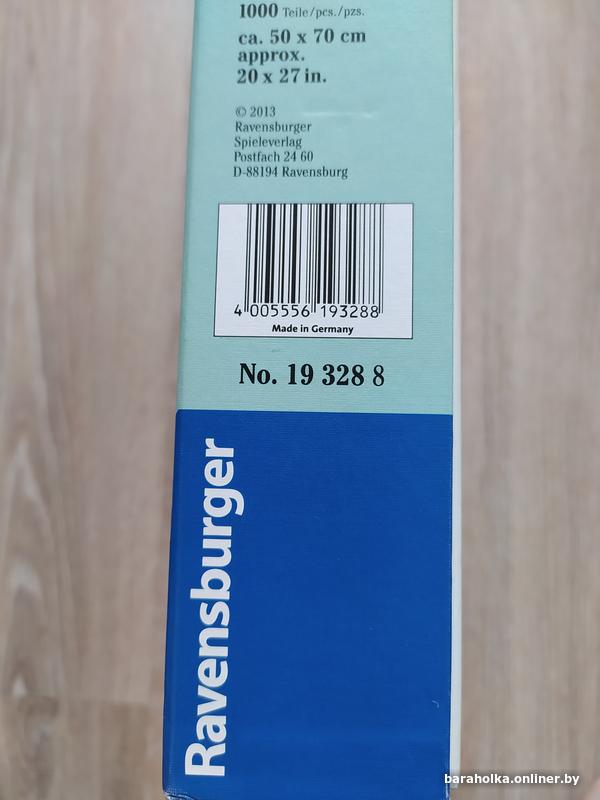 1000 Teile/pcs./pzs.
ca. 50 x 70 cm
approx.
20 x 27 in.
© 2013
Ravensburger
Spieleverlag
Postfach 24 60
D-88194 Ravensburg
4 005556 193288
Made in Germany
No. 19 328 8
Ravensburger
baraholka.onliner.by